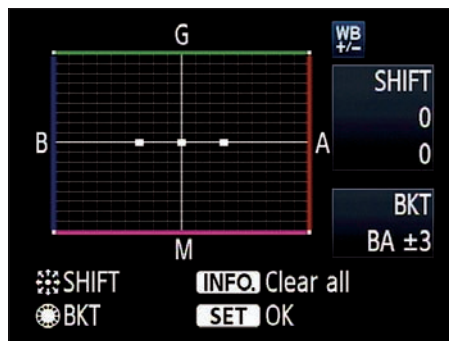 G
WB
+/-
SHIFT
0
0
B
A
BKT
BA ±3
M
SHIFT
INFO. Clear all
BKT
SET OK